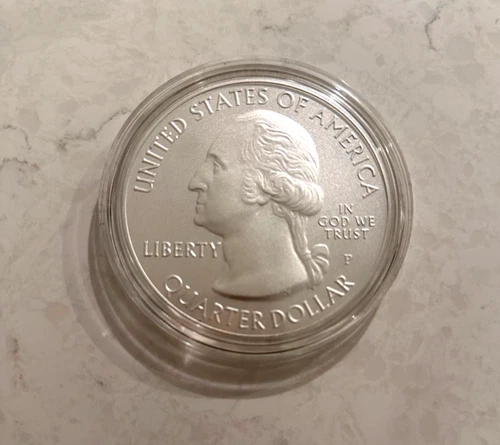 UNITED STATES OF AMERICA
LIBERTY
IN
GOD WE
TRUST
P
QUARTER DOLLAR